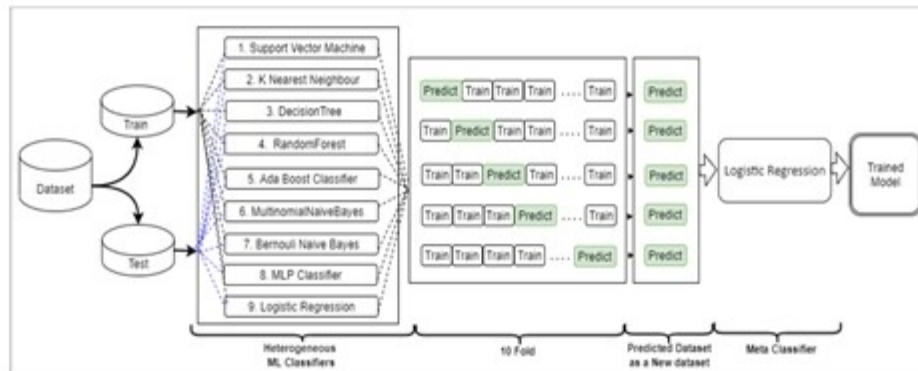 Dataset
Train
Test
1. Support Vector Machine
2. K Nearest Neighbour
3. DecisionTree
4. RandomForest
5. Ada Boost Classifier
6. MultinomialNaiveBayes
7. Bernouli Naive Bayes
8. MLP Classifier
9. Logistic Regression
Heterogeneous
ML Classifiers
Predict Train Train Train ..... Train
Train Predict Train Train ..... Train
Train Train Predict Train ..... Train
Train Train Train Predict ..... Train
Train Train Train Train ..... Predict
10 Fold
Predict
Predict
Predict
Predict
Predict
Predicted Dataset
as a New dataset
Logistic Regression
Meta Classifier
Trained
Model